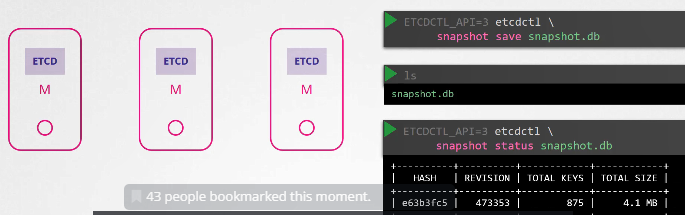 ETCD
ETCD
ETCD
M
M
M
43 people bookmarked this moment.
ETCDCTL_API=3 etcdctl \
snapshot save snapshot.db
ls
snapshot.db
ETCDCTL_API=3 etcdctl \
snapshot status snapshot.db
+----------+----------+------------+------------+
| HASH | REVISION | TOTAL KEYS | TOTAL SIZE |
+----------+----------+------------+------------+
| e63b3fc5 | 473353 | 875 | 4.1 MB |